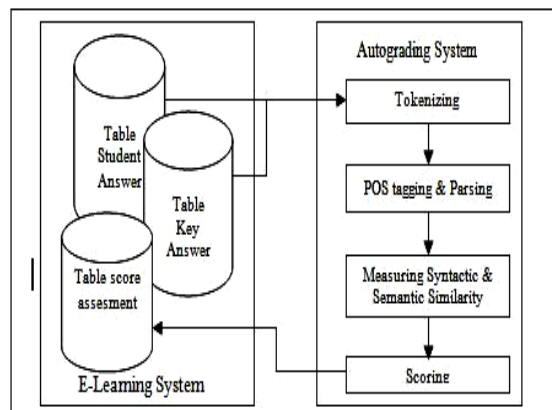 Table
Student
Answer
Table
Key
Answer
Table score
assesment
E-Learning System
Autograding System
Tokenizing
POS tagging & Parsing
Measuring Syntactic &
Semantic Similarity
Scoring